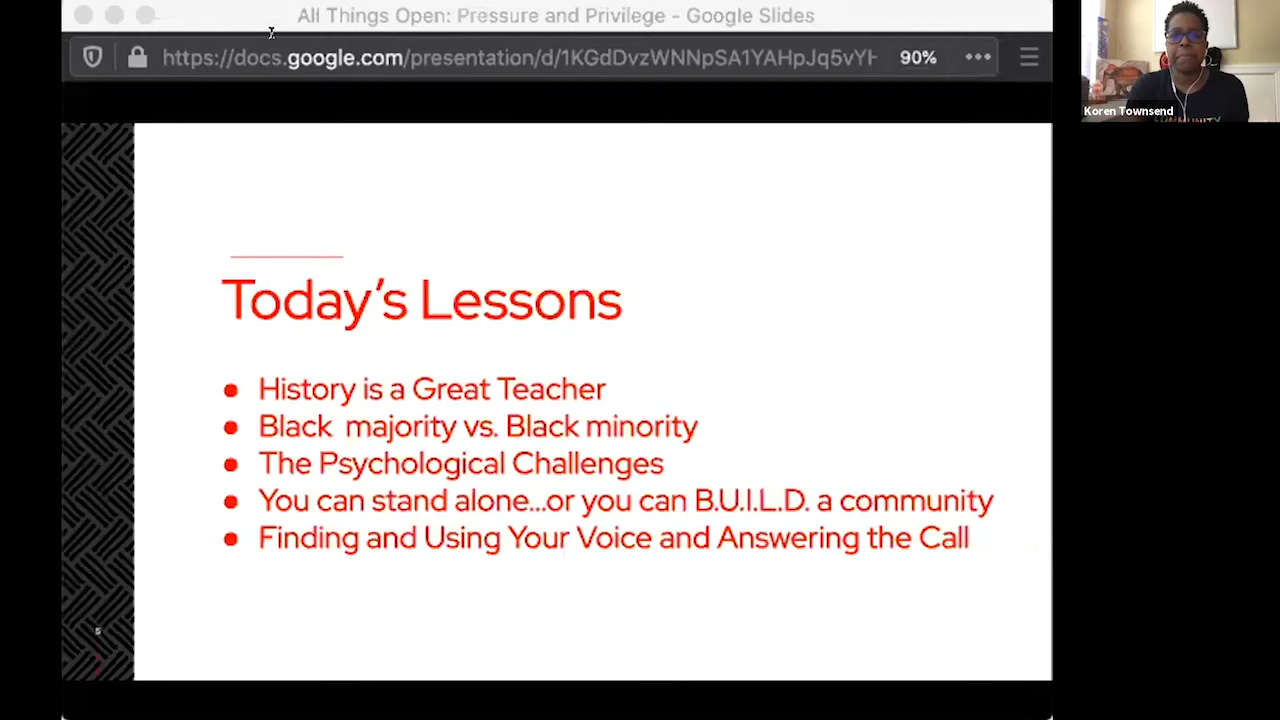 All Things Open: Pressure and Privilege - Google Slides
https://docs.google.com/presentation/d/1KGdDvzWNNpSA1YAHpJq5vYH 90%
Koren Townsend
Today's Lessons
● History is a Great Teacher
● Black majority vs. Black minority
● The Psychological Challenges
● You can stand alone...or you can B.U.I.L.D. a community
● Finding and Using Your Voice and Answering the Call
5